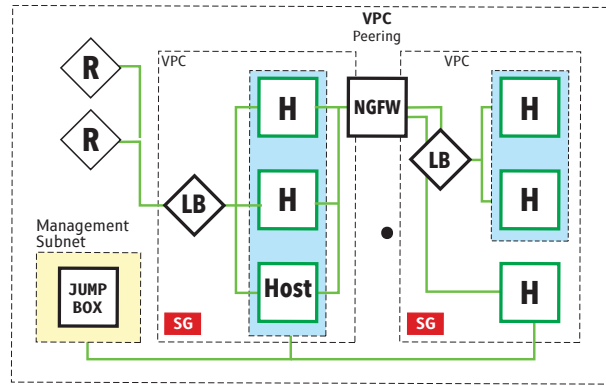 VPC
Peering
VPC
VPC
R
H
NGFW
H
R
LB
H
LB
H
Management
Subnet
JUMP
BOX
Host
H
SG
SG